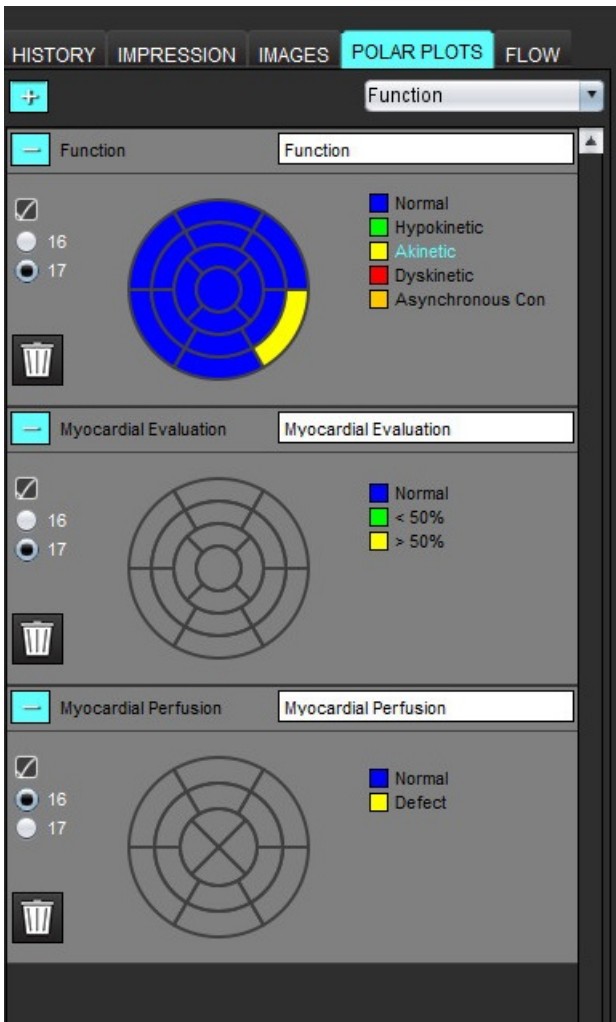 HISTORY IMPRESSION IMAGES POLAR PLOTS FLOW
Function
Function Function
Normal
Hypokinetic
Akinetic
Dyskinetic
Asynchronous Con
16
17
Myocardial Evaluation Myocardial Evaluation
Normal
< 50%
> 50%
16
17
Myocardial Perfusion Myocardial Perfusion
Normal
Defect
16
17